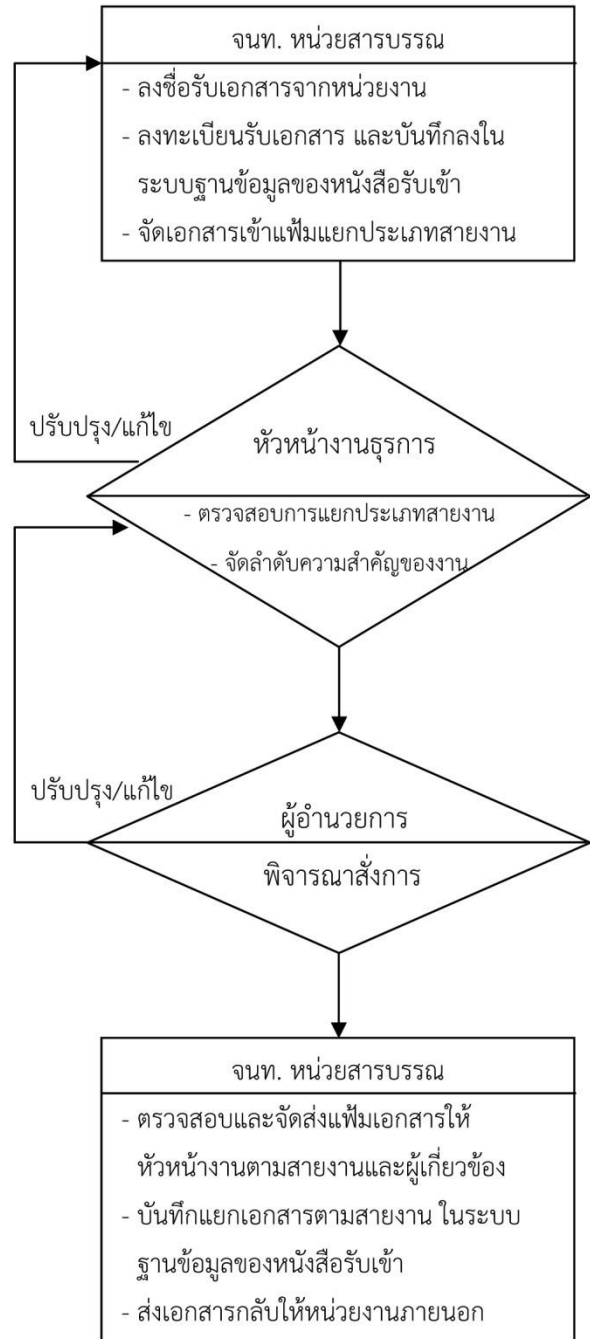 จนท. หน่วยสารบรรณ
- ลงชื่อรับเอกสารจากหน่วยงาน
- ลงทะเบียนรับเอกสาร และบันทึกลงใน
ระบบฐานข้อมูลของหนังสือรับเข้า
- จัดเอกสารเข้าแฟ้มแยกประเภทสายงาน
ปรับปรุง/แก้ไข
หัวหน้างานธุรการ
- ตรวจสอบการแยกประเภทสายงาน
- จัดลำดับความสำคัญของงาน
ปรับปรุง/แก้ไข
ผู้อำนวยการ
พิจารณาสั่งการ
จนท. หน่วยสารบรรณ
- ตรวจสอบและจัดส่งแฟ้มเอกสารให้
หัวหน้างานตามสายงานและผู้เกี่ยวข้อง
- บันทึกแยกเอกสารตามสายงาน ในระบบ
ฐานข้อมูลของหนังสือรับเข้า
- ส่งเอกสารกลับให้หน่วยงานภายนอก